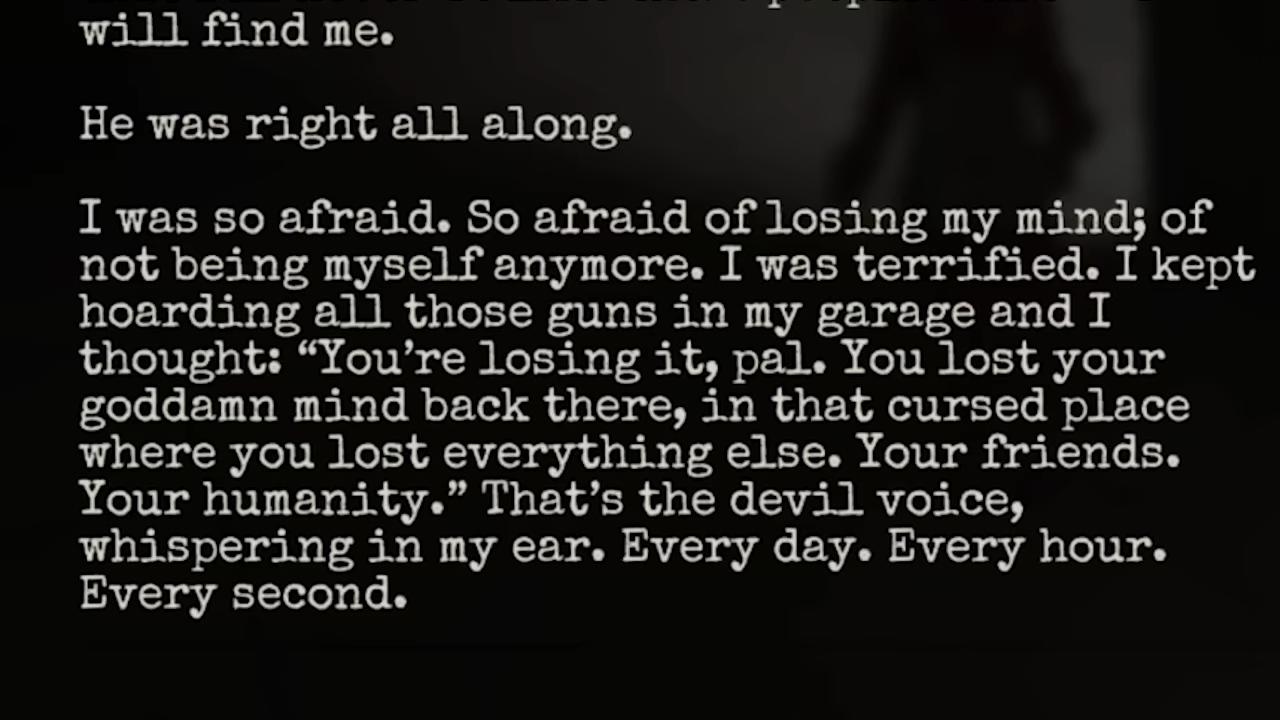 will find me.
He was right all along.
I was so afraid. So afraid of losing my mind; of
not being myself anymore. I was terrified. I kept
hoarding all those guns in my garage and I
thought: “You’re losing it, pal. You lost your
goddamn mind back there, in that cursed place
where you lost everything else. Your friends.
Your humanity.” That’s the devil voice,
whispering in my ear. Every day. Every hour.
Every second.